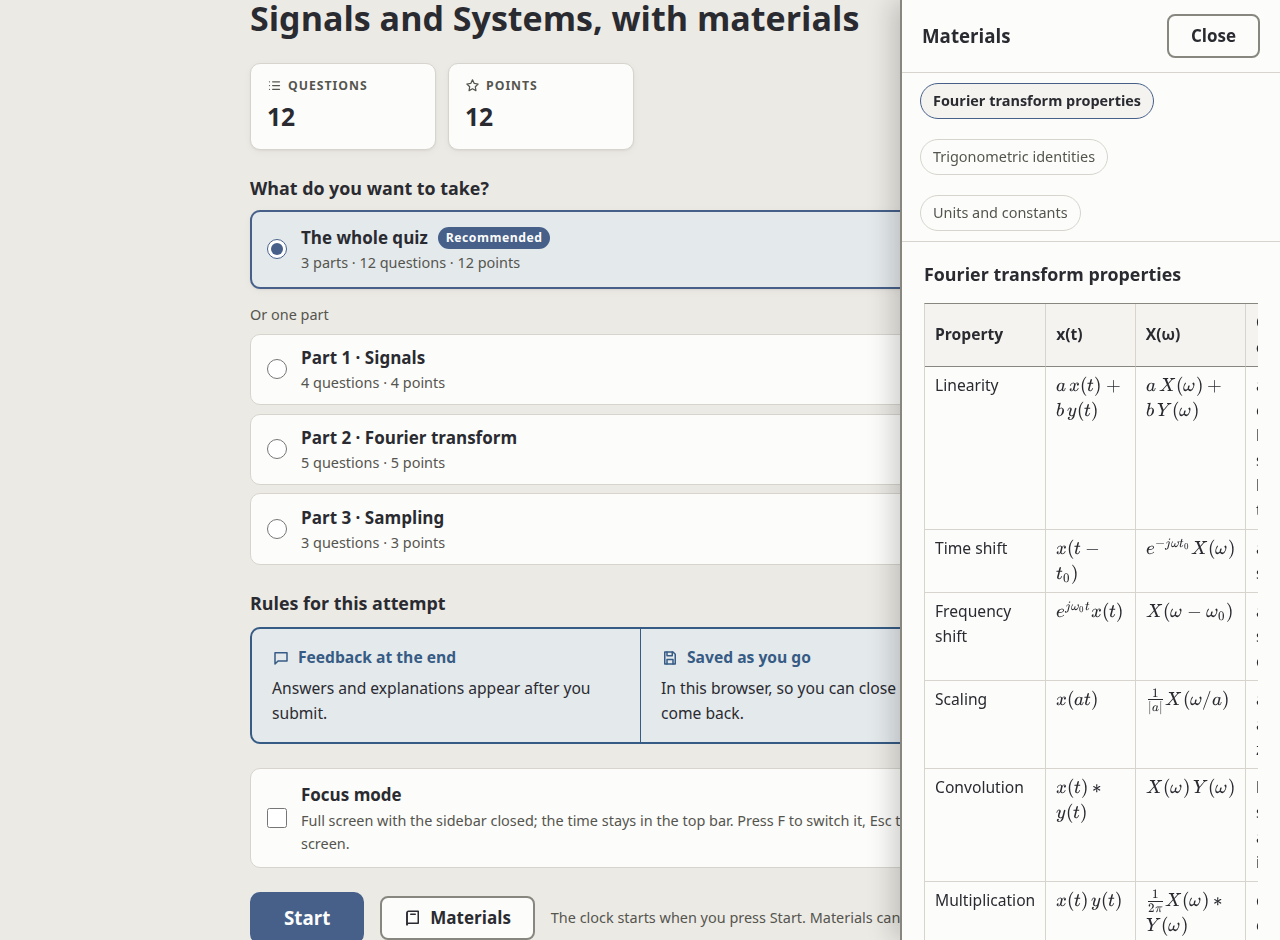 Signals and Systems, with materials
QUESTIONS
12
POINTS
12
What do you want to take?
The whole quiz Recommended
3 parts · 12 questions · 12 points
Or one part
Part 1 · Signals
4 questions · 4 points
Part 2 · Fourier transform
5 questions · 5 points
Part 3 · Sampling
3 questions · 3 points
Rules for this attempt
Feedback at the end
Answers and explanations appear after you
submit.
Saved as you go
In this browser, so you can close
come back.
Focus mode
Full screen with the sidebar closed; the time stays in the top bar. Press F to switch it, Esc
screen.
Start
Materials
The clock starts when you press Start. Materials can
Materials
Close
Fourier transform properties
Trigonometric identities
Units and constants
Fourier transform properties
Property x(t) X(ω)
Linearity a x(t) + b y(t) a X(ω) + b Y(ω)
Time shift x(t − t₀) e^{−jωt₀} X(ω)
Frequency shift e^{jω₀t} x(t) X(ω − ω₀)
Scaling x(at) 1/|a| X(ω/a)
Convolution x(t) ∗ y(t) X(ω) Y(ω)
Multiplication x(t) y(t) 1/2π X(ω) ∗ Y(ω)